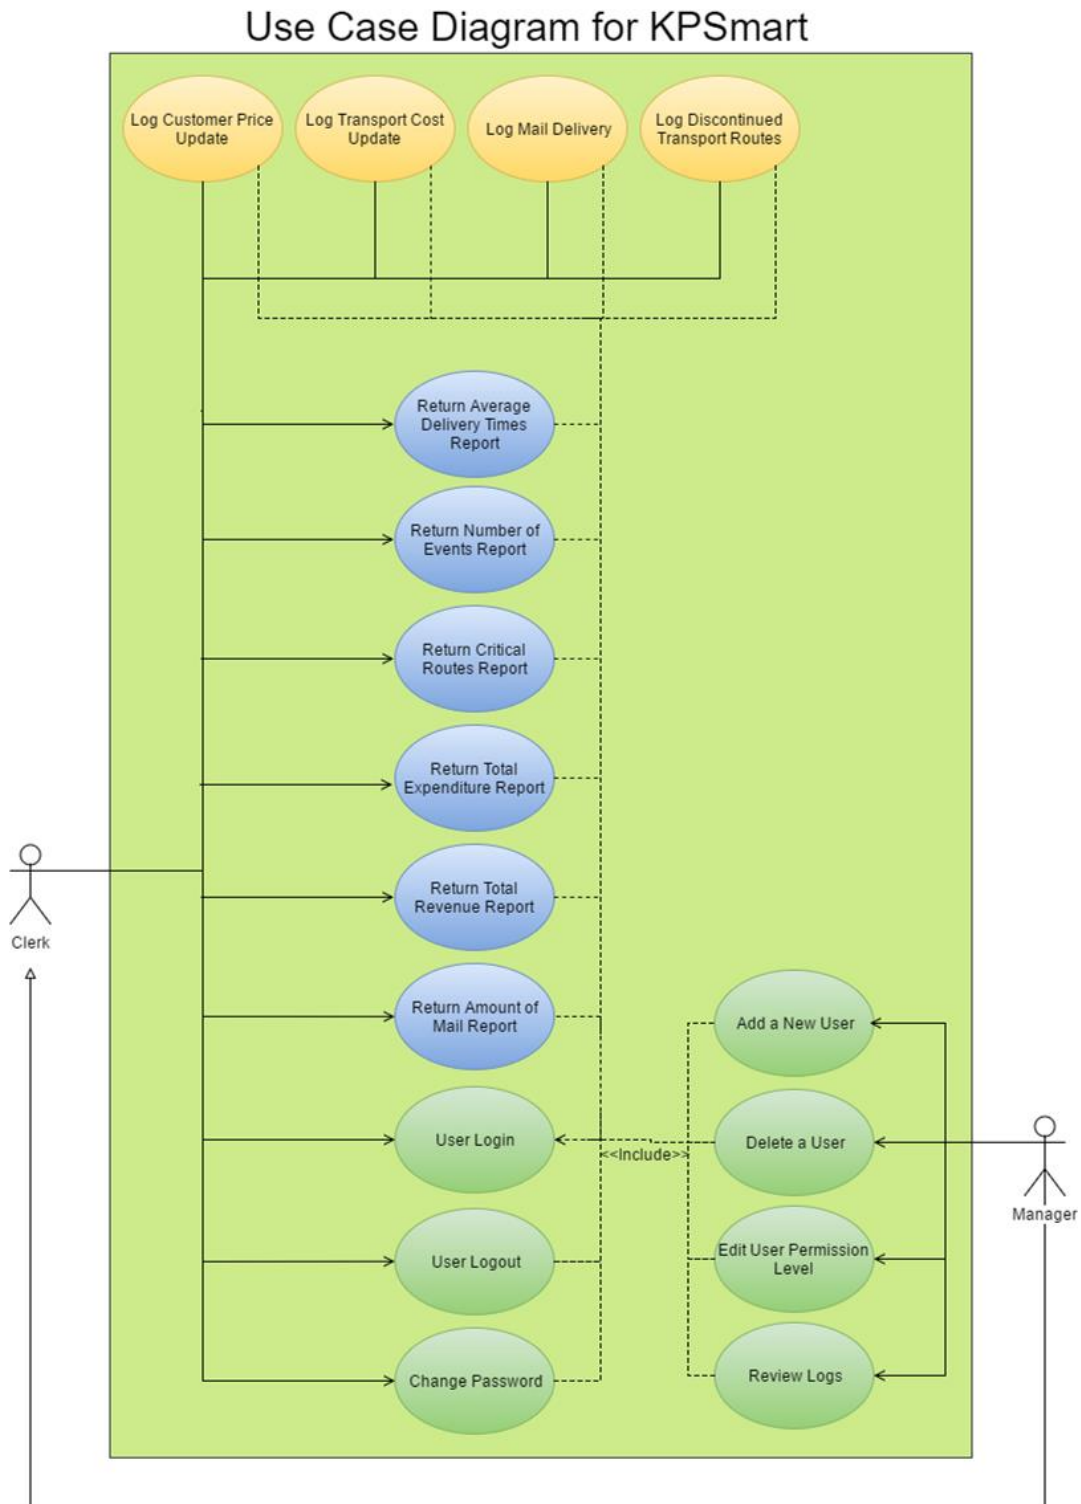 Use Case Diagram for KPSmart
Log Customer Price
Update
Log Transport Cost
Update
Log Mail Delivery
Log Discontinued
Transport Routes
Return Average
Delivery Times
Report
Return Number of
Events Report
Return Critical
Routes Report
Return Total
Expenditure Report
Return Total
Revenue Report
Clerk
Return Amount of
Mail Report
Add a New User
User Login
<<Include>>
Delete a User
Manager
User Logout
Edit User Permission
Level
Change Password
Review Logs